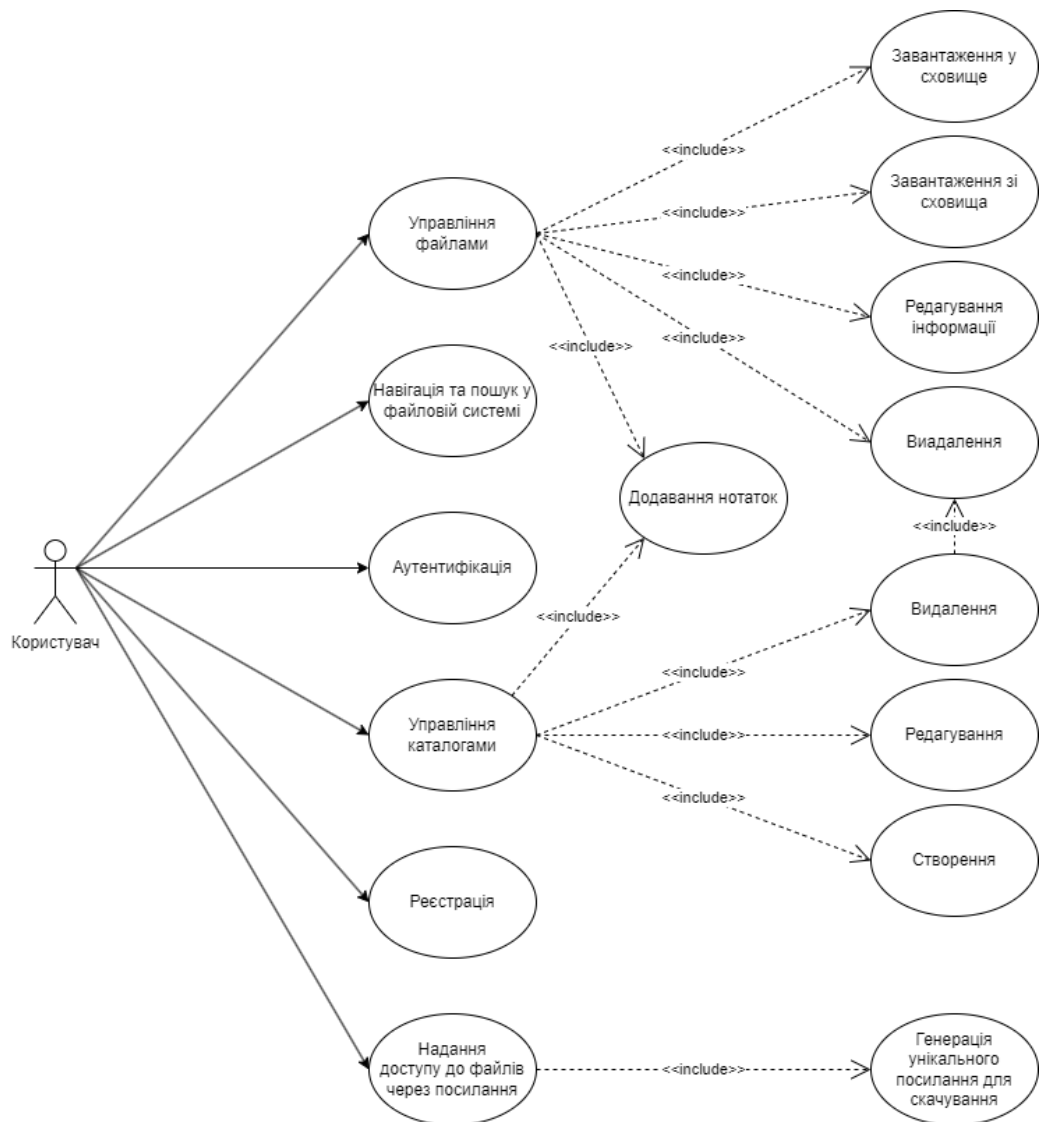 Завантаження у
сховище
<<include>>
Завантаження зі
сховища
Управління
файлами
<<include>>
<<include>>
Редагування
інформації
<<include>>
<<include>>
Навігація та пошук у
файловій системі
Виадалення
Додавання нотаток
<<include>>
Аутентифікація
Користувач
<<include>>
<<include>>
Видалення
Управління
каталогами
<<include>>
Редагування
<<include>>
Створення
Реєстрація
Надання
доступу до файлів
через посилання
<<include>>
Генерація
унікального
посилання для
скачування